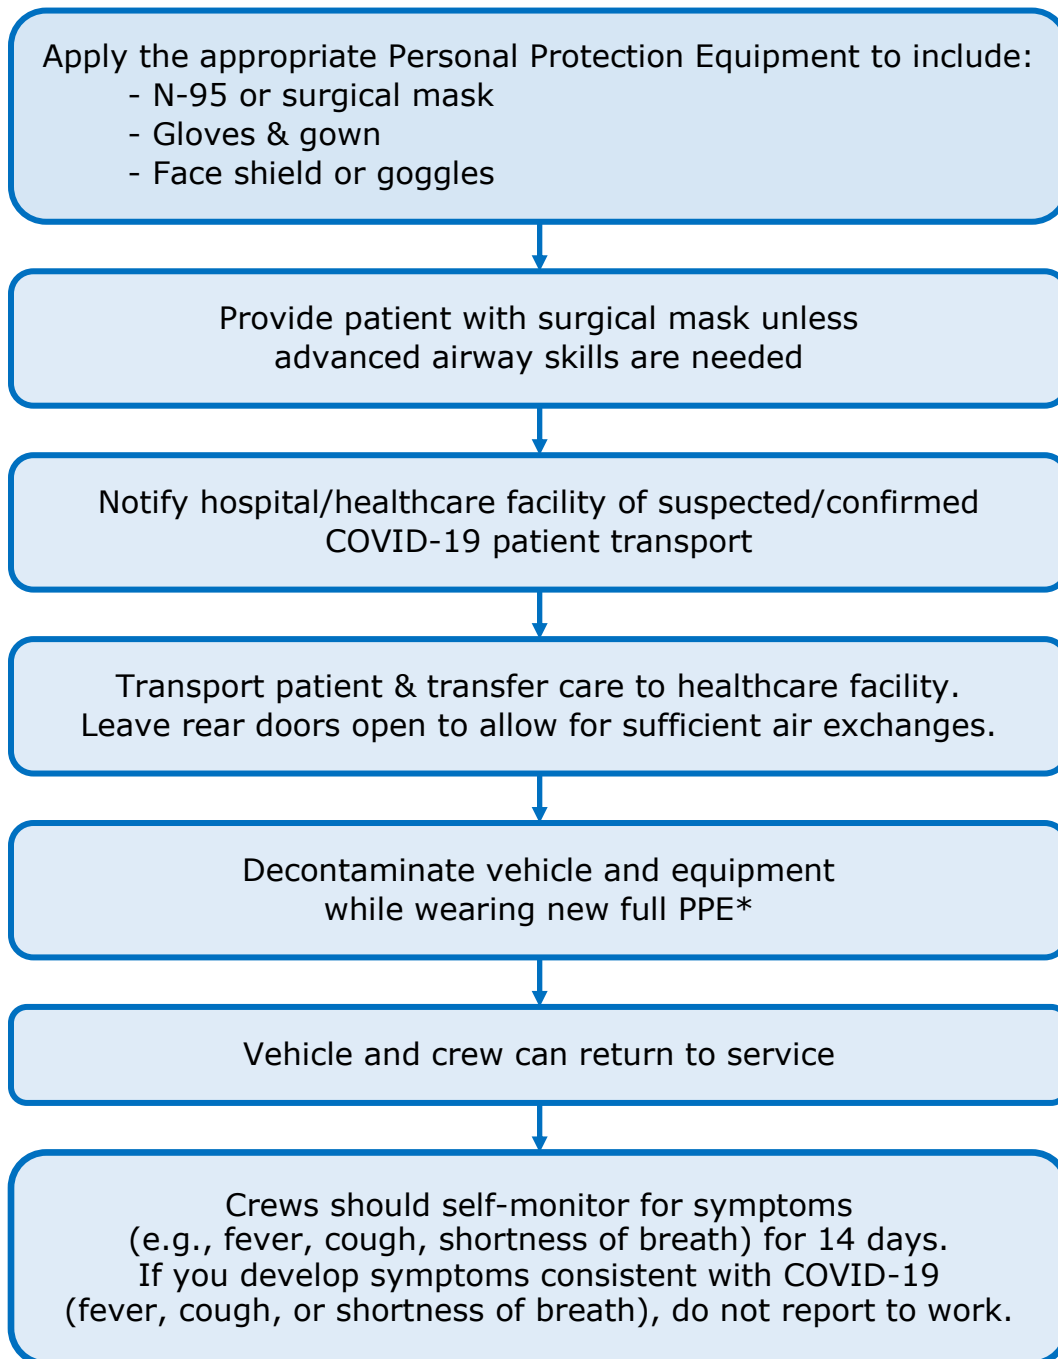 Apply the appropriate Personal Protection Equipment to include:
- N-95 or surgical mask
- Gloves & gown
- Face shield or goggles
Provide patient with surgical mask unless
advanced airway skills are needed
Notify hospital/healthcare facility of suspected/confirmed
COVID-19 patient transport
Transport patient & transfer care to healthcare facility.
Leave rear doors open to allow for sufficient air exchanges.
Decontaminate vehicle and equipment
while wearing new full PPE*
Vehicle and crew can return to service
Crews should self-monitor for symptoms
(e.g., fever, cough, shortness of breath) for 14 days.
If you develop symptoms consistent with COVID-19
(fever, cough, or shortness of breath), do not report to work.